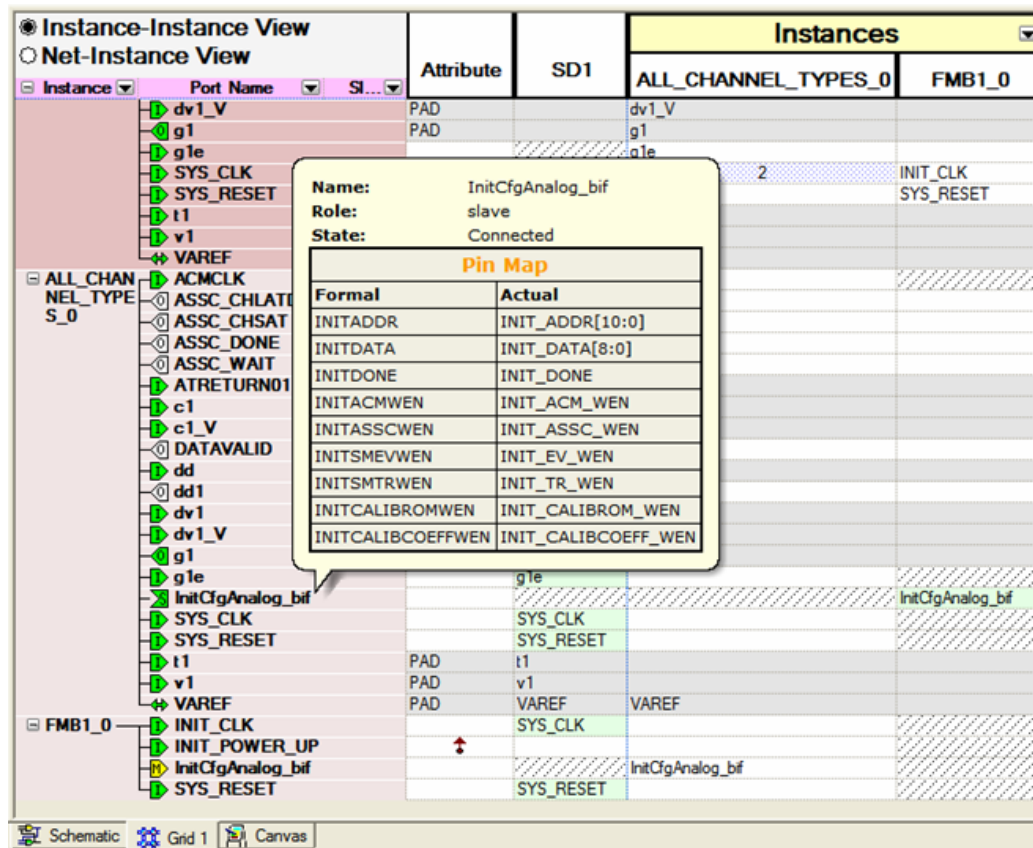 Instance-Instance View
Net-Instance View
Attribute SD1 Instances
Instance Port Name Sl... ALL_CHANNEL_TYPES_0 FMB1_0
I dv1_V PAD dv1_V
O g1 PAD g1
I g1e g1e
I SYS_CLK 2 INIT_CLK
I SYS_RESET SYS_RESET
I t1
I v1
VAREF
Name: InitCfgAnalog_bif
Role: slave
State: Connected
Pin Map
Formal Actual
INITADDR INIT_ADDR[10:0]
INITDATA INIT_DATA[8:0]
INITDONE INIT_DONE
INITACMWEN INIT_ACM_WEN
INITASSCWEN INIT_ASSC_WEN
INITSMEVWEN INIT_EV_WEN
INITSMTRWEN INIT_TR_WEN
INITCALIBROMWEN INIT_CALIBROM_WEN
INITCALIBCOEFFWEN INIT_CALIBCOEFF_WEN
ALL_CHAN
NEL_TYPE
S_0
I ACMCLK
O ASSC_CHLAT
O ASSC_CHSAT
O ASSC_DONE
O ASSC_WAIT
I ATRETURN01
I c1
I c1_V
O DATAVALID
I dd
O dd1
I dv1
I dv1_V
O g1
I g1e g1e
S InitCfgAnalog_bif InitCfgAnalog_bif
I SYS_CLK SYS_CLK
I SYS_RESET SYS_RESET
I t1 PAD t1
I v1 PAD v1
VAREF PAD VAREF VAREF
FMB1_0 I INIT_CLK SYS_CLK
I INIT_POWER_UP
M InitCfgAnalog_bif InitCfgAnalog_bif
I SYS_RESET SYS_RESET
Schematic Grid 1 Canvas